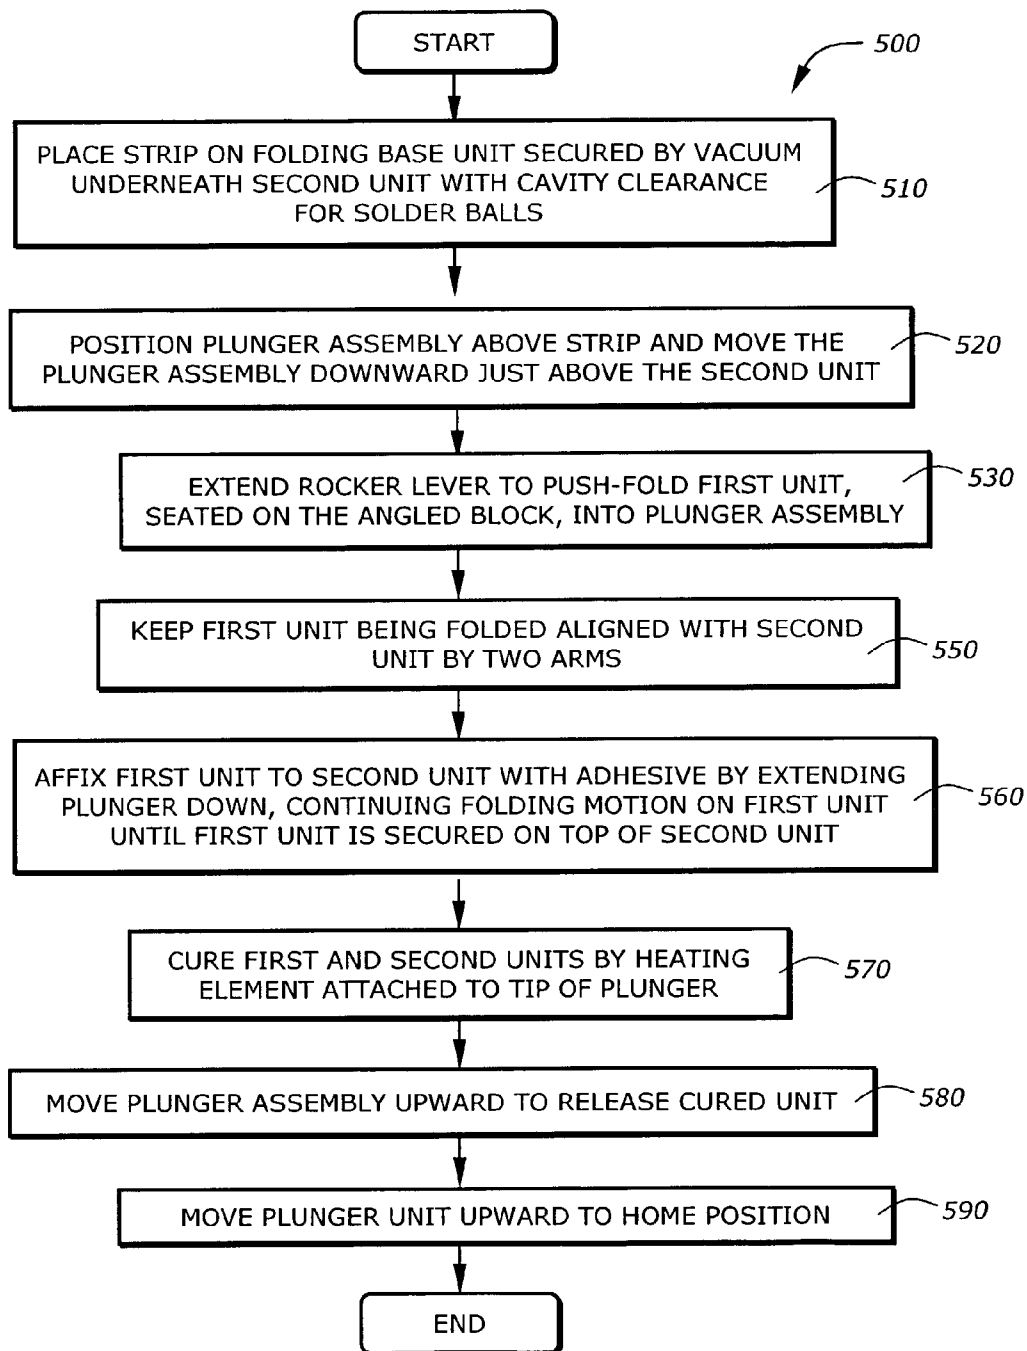 START
500
PLACE STRIP ON FOLDING BASE UNIT SECURED BY VACUUM
UNDERNEATH SECOND UNIT WITH CAVITY CLEARANCE
FOR SOLDER BALLS
510
POSITION PLUNGER ASSEMBLY ABOVE STRIP AND MOVE THE
PLUNGER ASSEMBLY DOWNWARD JUST ABOVE THE SECOND UNIT
520
EXTEND ROCKER LEVER TO PUSH-FOLD FIRST UNIT,
SEATED ON THE ANGLED BLOCK, INTO PLUNGER ASSEMBLY
530
KEEP FIRST UNIT BEING FOLDED ALIGNED WITH SECOND
UNIT BY TWO ARMS
550
AFFIX FIRST UNIT TO SECOND UNIT WITH ADHESIVE BY EXTENDING
PLUNGER DOWN, CONTINUING FOLDING MOTION ON FIRST UNIT
UNTIL FIRST UNIT IS SECURED ON TOP OF SECOND UNIT
560
CURE FIRST AND SECOND UNITS BY HEATING
ELEMENT ATTACHED TO TIP OF PLUNGER
570
MOVE PLUNGER ASSEMBLY UPWARD TO RELEASE CURED UNIT
580
MOVE PLUNGER UNIT UPWARD TO HOME POSITION
590
END